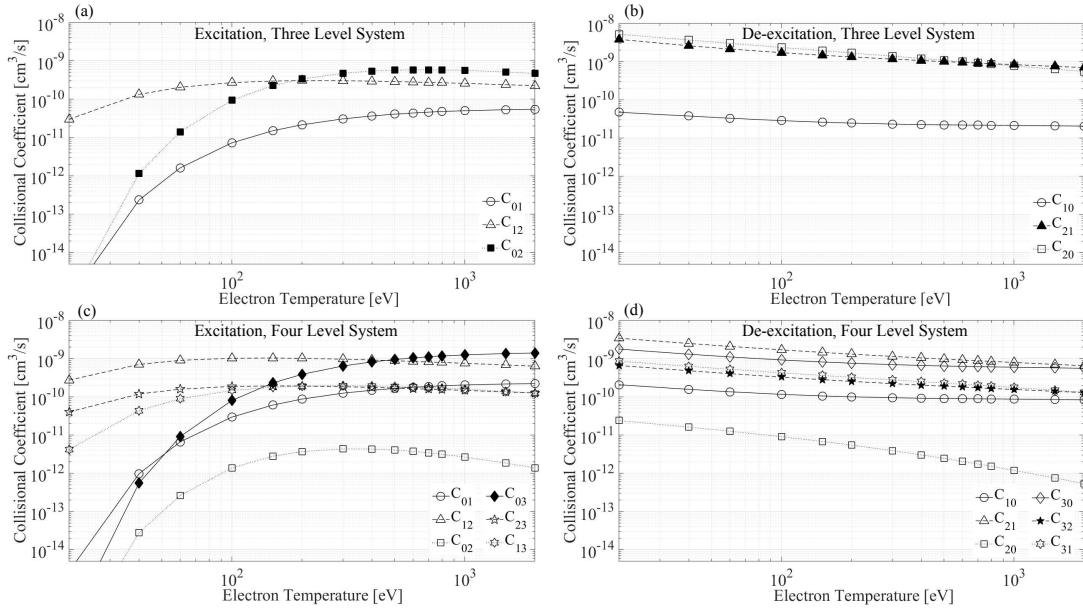 (a)
Excitation, Three Level System
Collisional Coefficient [cm³/s]
10⁻⁸
10⁻⁹
10⁻¹⁰
10⁻¹¹
10⁻¹²
10⁻¹³
10⁻¹⁴
C₀₁
C₁₂
C₀₂
10²
10³
Electron Temperature [eV]
(b)
De-excitation, Three Level System
Collisional Coefficient [cm³/s]
10⁻⁸
10⁻⁹
10⁻¹⁰
10⁻¹¹
10⁻¹²
10⁻¹³
10⁻¹⁴
C₁₀
C₂₁
C₂₀
10²
10³
Electron Temperature [eV]
(c)
Excitation, Four Level System
Collisional Coefficient [cm³/s]
10⁻⁸
10⁻⁹
10⁻¹⁰
10⁻¹¹
10⁻¹²
10⁻¹³
10⁻¹⁴
C₀₁ C₀₃
C₁₂ C₂₃
C₀₂ C₁₃
10²
10³
Electron Temperature [eV]
(d)
De-excitation, Four Level System
Collisional Coefficient [cm³/s]
10⁻⁸
10⁻⁹
10⁻¹⁰
10⁻¹¹
10⁻¹²
10⁻¹³
10⁻¹⁴
C₁₀ C₃₀
C₂₁ C₃₂
C₂₀ C₃₁
10²
10³
Electron Temperature [eV]